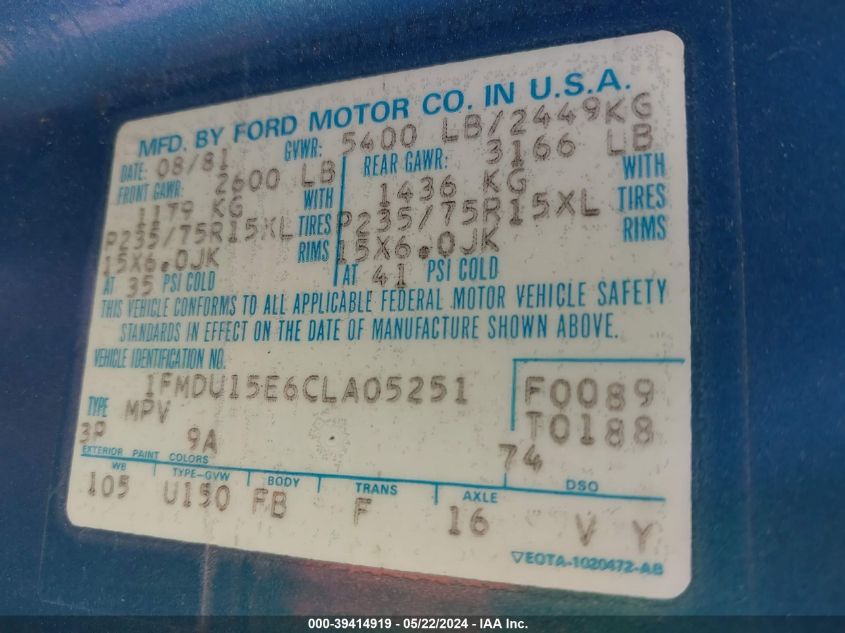 MFD. BY FORD MOTOR CO. IN U.S.A.
DATE: 08/81 GVWR: 5400 LB/2449KG
FRONT GAWR: 2600 LB REAR GAWR: 3166 LB
1179 KG WITH 1436 KG WITH
P235/75R15XL TIRES P235/75R15XL TIRES
15X6.0JK RIMS 15X6.0JK RIMS
AT 35 PSI COLD AT 41 PSI COLD
THIS VEHICLE CONFORMS TO ALL APPLICABLE FEDERAL MOTOR VEHICLE SAFETY
STANDARDS IN EFFECT ON THE DATE OF MANUFACTURE SHOWN ABOVE.
VEHICLE IDENTIFICATION NO.
1FMDU15E6CLA05251 F0089
TYPE MPV T0188
3P 9A 74
EXTERIOR PAINT COLORS DSO
WB TYPE-GVW BODY TRANS AXLE
105 U150 FB F 16 V Y
▽EOTA-1020472-AB
000-39414919 - 05/22/2024 - IAA Inc.